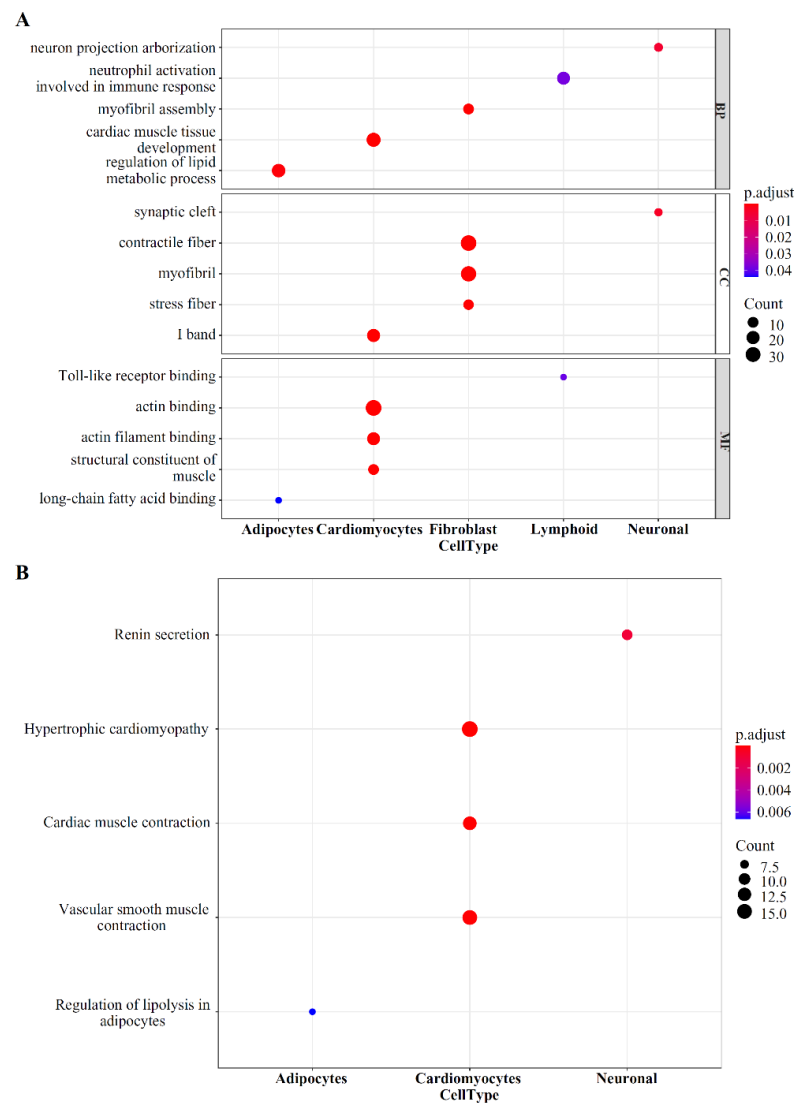 A
neuron projection arborization
neutrophil activation
involved in immune response
myofibril assembly
cardiac muscle tissue
development
regulation of lipid
metabolic process
BP
synaptic cleft
contractile fiber
myofibril
stress fiber
I band
CC
Toll-like receptor binding
actin binding
actin filament binding
structural constituent of
muscle
long-chain fatty acid binding
MF
Adipocytes Cardiomyocytes Fibroblast Lymphoid Neuronal
CellType
p.adjust
0.01
0.02
0.03
0.04
Count
10
20
30
B
Renin secretion
Hypertrophic cardiomyopathy
Cardiac muscle contraction
Vascular smooth muscle
contraction
Regulation of lipolysis in
adipocytes
Adipocytes Cardiomyocytes Neuronal
CellType
p.adjust
0.002
0.004
0.006
Count
7.5
10.0
12.5
15.0